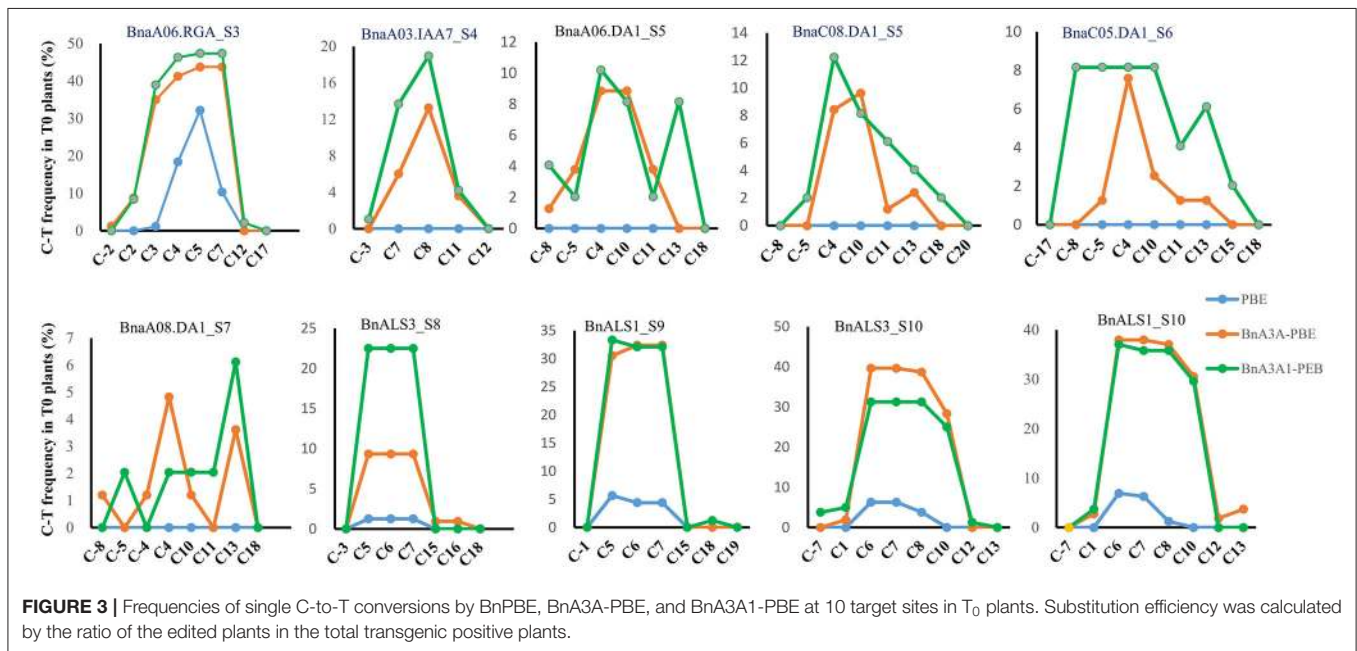 BnaA06.RGA_S3
BnaA03.IAA7_S4
BnaA06.DA1_S5
BnaC08.DA1_S5
BnaC05.DA1_S6
C-T frequency in T0 plants (%)
50
40
30
20
10
0
C-2
C2
C3
C4
C5
C7
C12
C17
20
16
12
8
4
0
C-3
C7
C8
C11
C12
12
10
8
6
4
2
0
C-8
C-5
C4
C10
C11
C13
C18
14
12
10
8
6
4
2
0
C-8
C-5
C4
C10
C11
C13
C18
C20
10
8
6
4
2
0
C-17
C-8
C-5
C4
C10
C11
C13
C15
C18
BnaA08.DA1_S7
BnALS3_S8
BnALS1_S9
BnALS3_S10
BnALS1_S10
C-T frequency in T0 plants (%)
7
6
5
4
3
2
1
0
C-8
C-5
C-4
C4
C10
C11
C13
C18
25
20
15
10
5
0
C-3
C5
C6
C7
C15
C16
C18
35
30
25
20
15
10
5
0
C-1
C5
C6
C7
C15
C18
C19
50
40
30
20
10
0
C-7
C1
C6
C7
C8
C10
C12
C13
40
30
20
10
0
C-7
C1
C6
C7
C8
C10
C12
C13
PBE
BnA3A-PBE
BnA3A1-PEB
FIGURE 3 | Frequencies of single C-to-T conversions by BnPBE, BnA3A-PBE, and BnA3A1-PBE at 10 target sites in T0 plants. Substitution efficiency was calculated
by the ratio of the edited plants in the total transgenic positive plants.